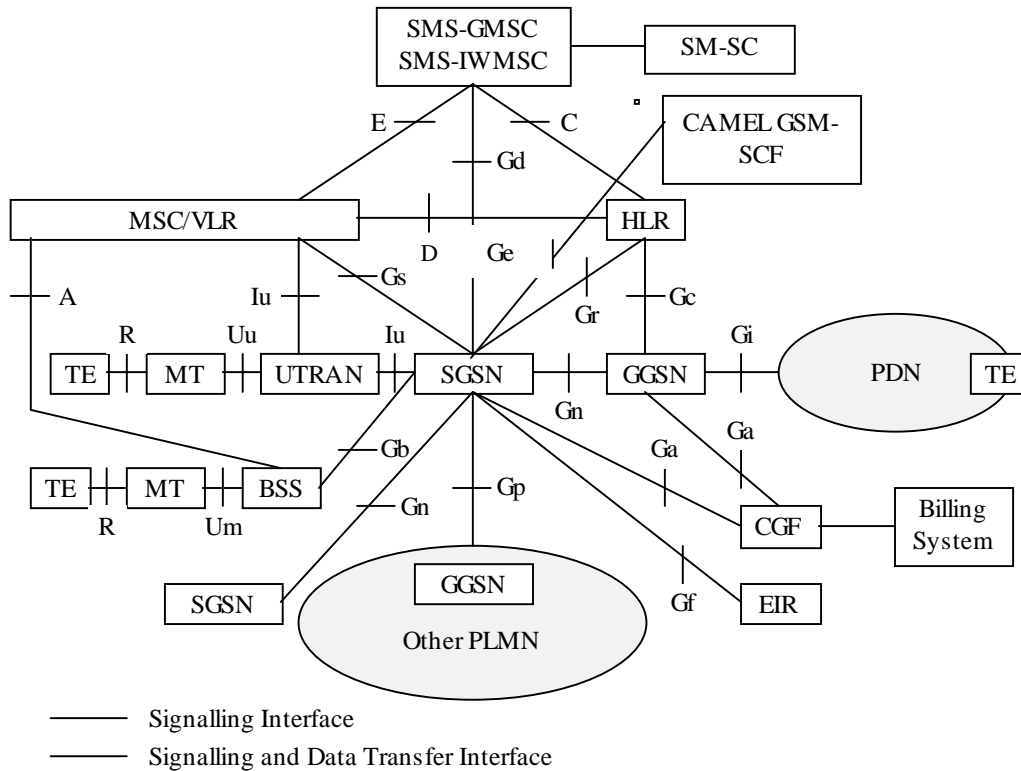 SMS-GMSC
SMS-IWMSC
SM-SC
E
C
CAMEL GSM-
SCF
Gd
MSC/VLR
HLR
D
Ge
A
Iu
Gs
Gr
Gc
R
Uu
Iu
Gi
TE
MT
UTRAN
SGSN
GGSN
PDN
TE
Gn
Gb
Ga
Ga
TE
MT
BSS
Gn
Gp
R
Um
CGF
Billing
System
SGSN
GGSN
Gf
EIR
Other PLMN
Signalling Interface
Signalling and Data Transfer Interface